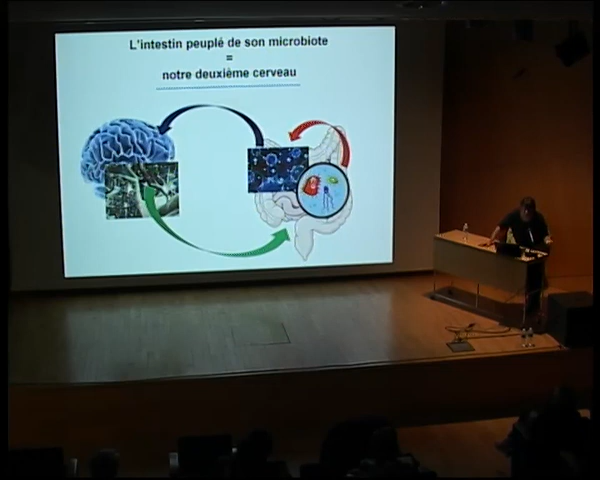 L'intestin peuplé de son microbiote
=
notre deuxième cerveau